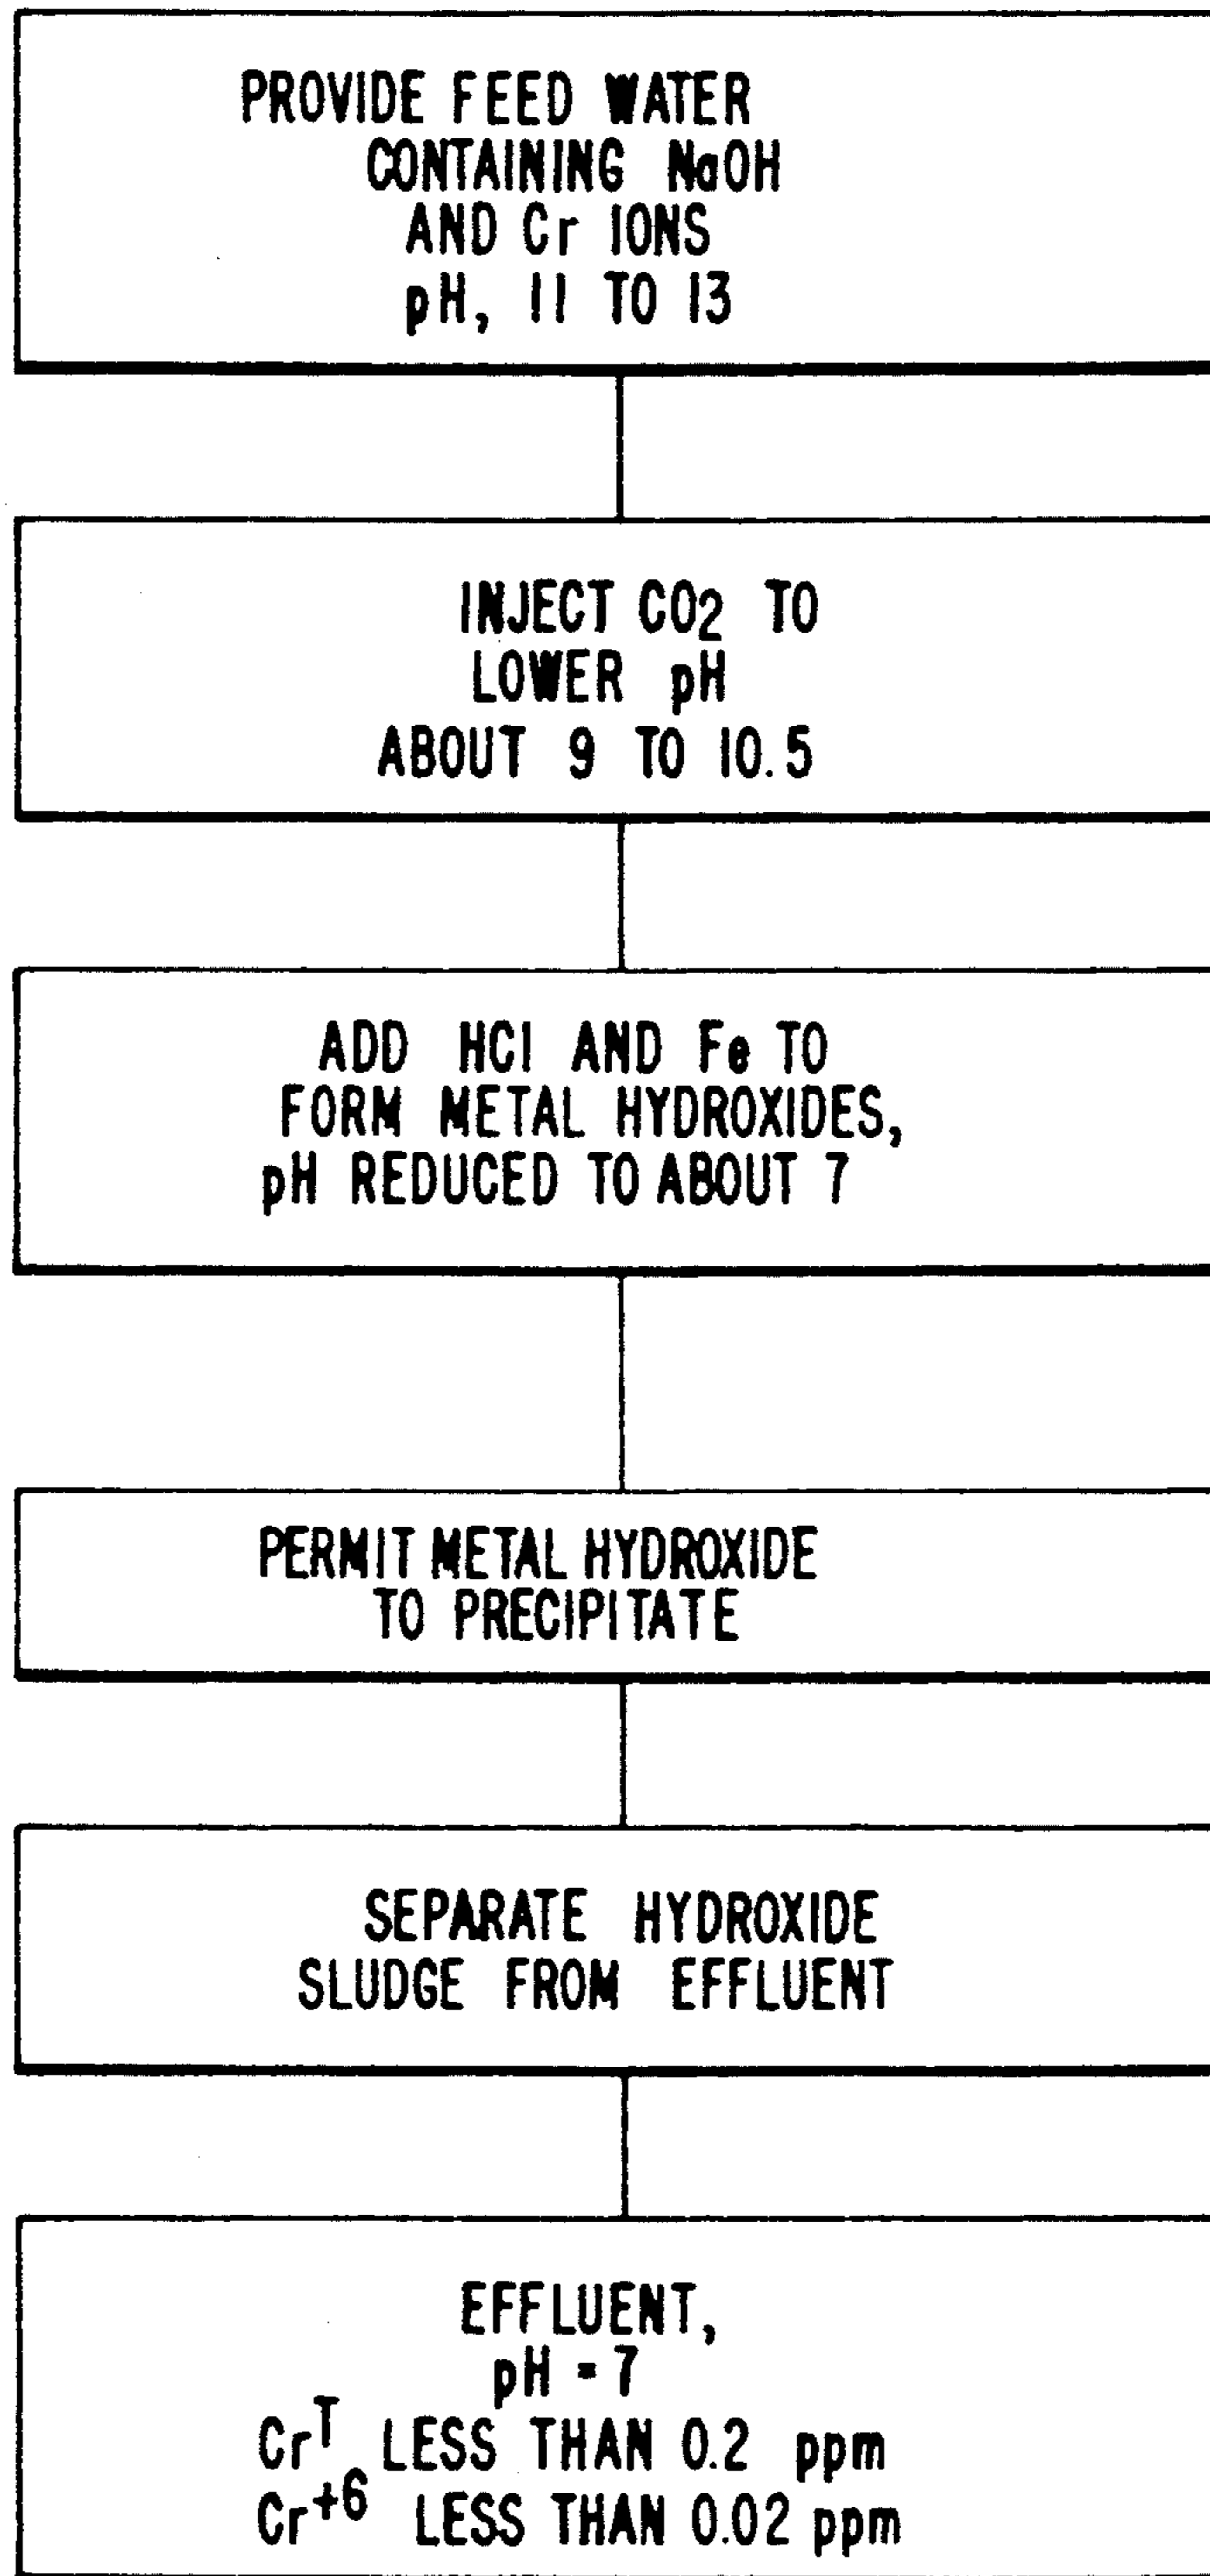 PROVIDE FEED WATER
CONTAINING NaOH
AND Cr IONS
pH, 11 TO 13
INJECT CO2 TO
LOWER pH
ABOUT 9 TO 10.5
ADD HCl AND Fe TO
FORM METAL HYDROXIDES,
pH REDUCED TO ABOUT 7
PERMIT METAL HYDROXIDE
TO PRECIPITATE
SEPARATE HYDROXIDE
SLUDGE FROM EFFLUENT
EFFLUENT,
pH = 7
Cr^T LESS THAN 0.2 ppm
Cr^+6 LESS THAN 0.02 ppm